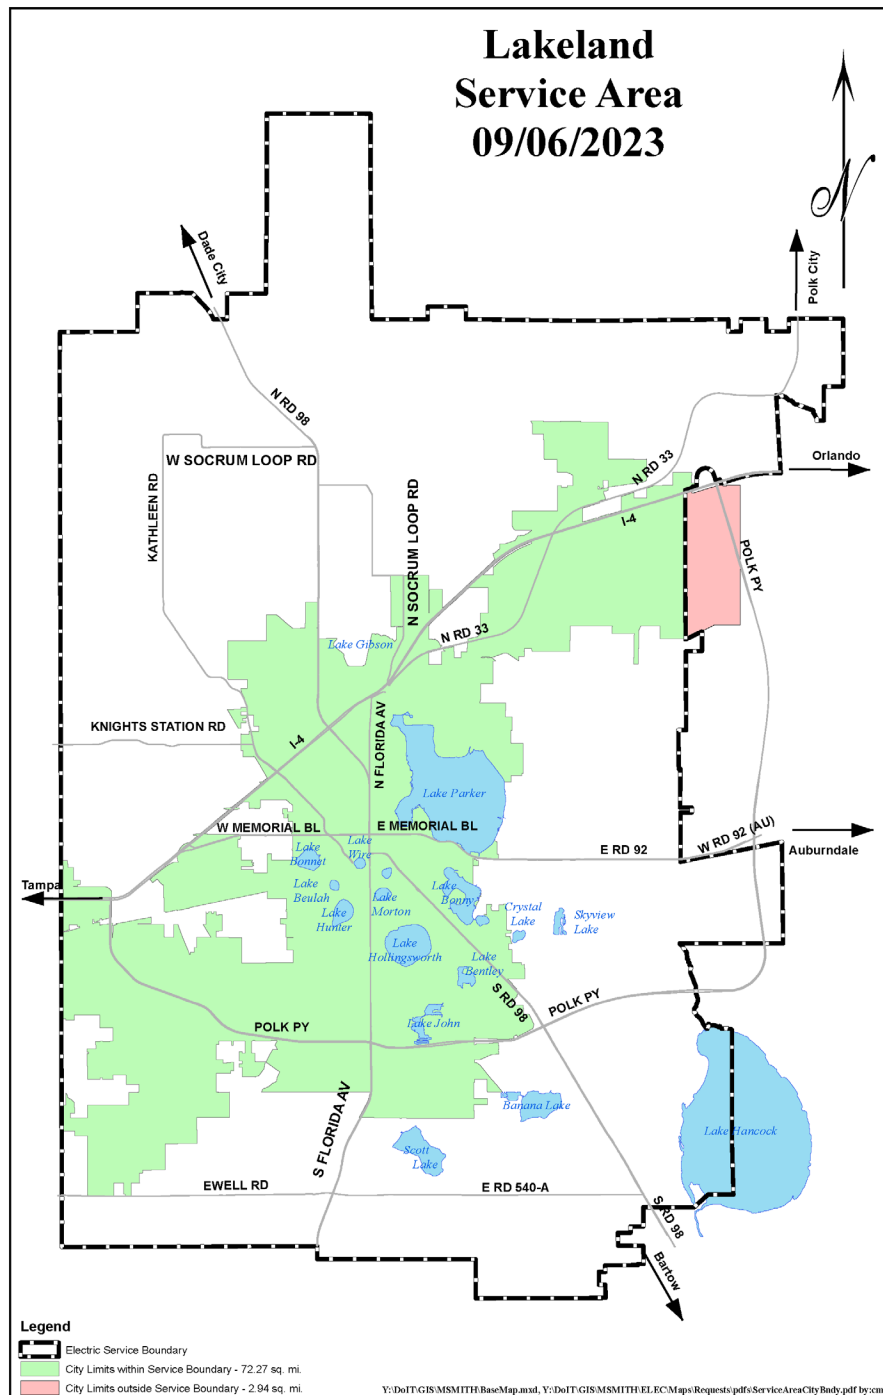 Lakeland
Service Area
09/06/2023
N
Dade City
Polk City
N RD 98
Orlando
W SOCRUM LOOP RD
N RD 33
KATHLEEN RD
N SOCRUM LOOP RD
I-4
POLK PY
N RD 33
Lake Gibson
KNIGHTS STATION RD
I-4
N FLORIDA AV
Lake Parker
W MEMORIAL BL
E MEMORIAL BL
E RD 92
W RD 92 (AU)
Auburndale
Lake
Bonnet
Lake
Wire
Tampa
Lake
Beulah
Lake
Hunter
Lake
Morton
Lake
Bonny
Crystal
Lake
Skyview
Lake
Lake
Hollingsworth
Lake
Bentley
S RD 98
POLK PY
POLK PY
Lake John
Banana Lake
S FLORIDA AV
Scott
Lake
Lake Hancock
EWELL RD
E RD 540-A
S RD 98
Bartow
Legend
Electric Service Boundary
City Limits within Service Boundary - 72.27 sq. mi.
City Limits outside Service Boundary - 2.94 sq. mi.
Y:\DoIT\GIS\MSMITH\BaseMap.mxd, Y:\DoIT\GIS\MSMITH\ELEC\Maps\Requests\pdfs\ServiceAreaCityBndy.pdf by:cm